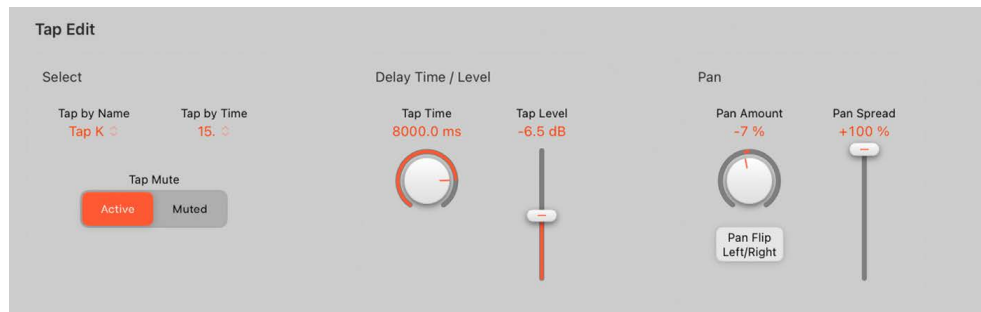 Tap Edit
Select
Delay Time / Level
Pan
Tap by Name
Tap by Time
Tap Time
Tap Level
Pan Amount
Pan Spread
Tap K
15.
8000.0 ms
-6.5 dB
-7 %
+100 %
Tap Mute
Active
Muted
Pan Flip
Left/Right